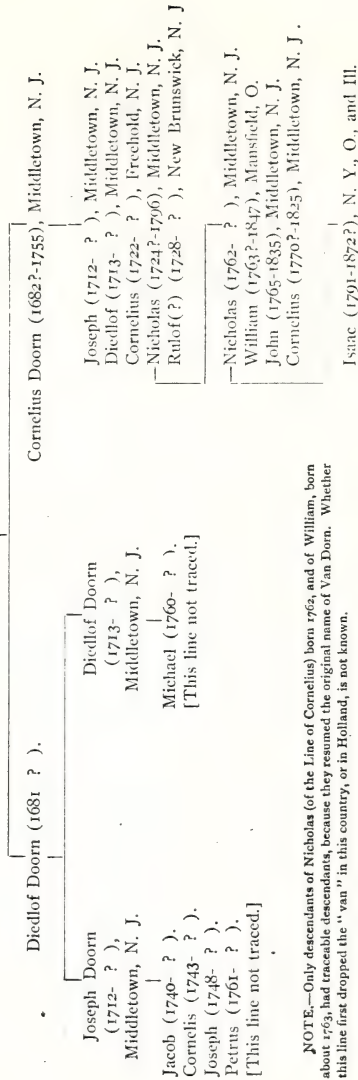 Diedlof Doorn (1681 ? ).
Cornelius Doorn (1682?-1755), Middletown, N. J.
Joseph Doorn
(1712- ? ),
Middletown, N. J.
Diedlof Doorn
(1713- ? ),
Middletown, N. J.
Joseph (1712- ? ), Middletown, N. J.
Diedlof (1713- ? ), Middletown, N. J.
Cornelius (1722- ? ), Freehold, N. J.
—Nicholas (1724?-1796), Middletown, N. J.
Rulof(?) (1728- ? ), New Brunswick, N. J
Jacob (1740- ? ).
Cornelis (1743- ? ).
Joseph (1748- ? ).
Petrus (1761- ? ).
[This line not traced.]
Michael (1760- ? ).
[This line not traced.]
—Nicholas (1762- ? ), Middletown, N. J.
William (1763?-1847), Mansfield, O.
John (1765-1835), Middletown, N. J.
Cornelius (1770?-1825), Middletown, N. J.
Isaac (1791-1872?), N. Y., O., and Ill.
NOTE.—Only descendants of Nicholas (of the Line of Cornelius) born 1762, and of William, born
about 1763, had traceable descendants, because they resumed the original name of Van Dorn. Whether
this line first dropped the "van" in this country, or in Holland, is not known.